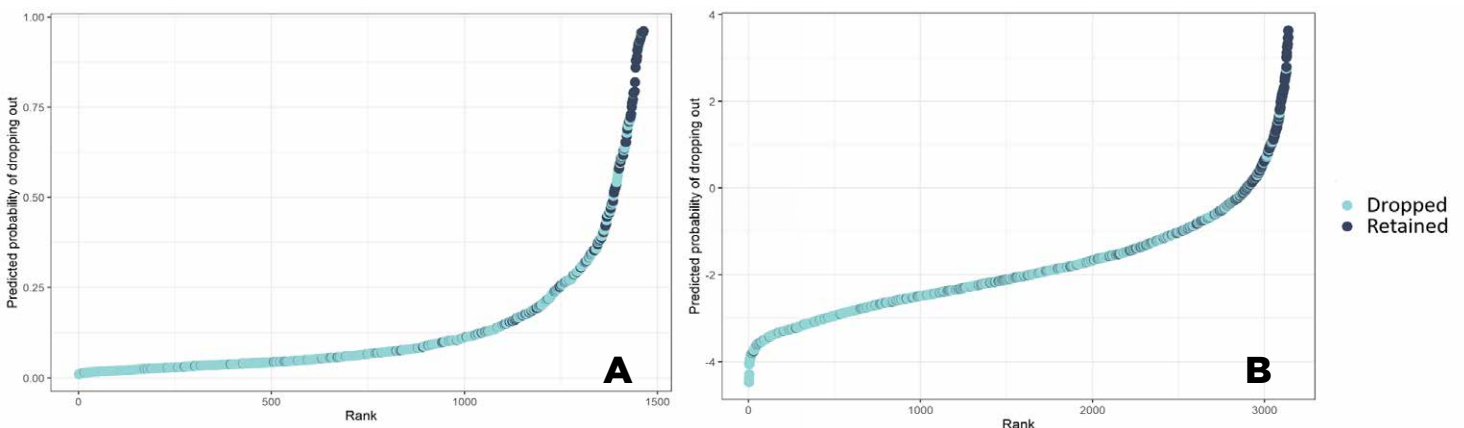 Predicted probability of dropping out
1.00
0.75
0.50
0.25
0.00
0
500
1000
1500
Rank
A
Predicted probability of dropping out
4
2
0
-2
-4
0
1000
2000
3000
Rank
B
Dropped
Retained